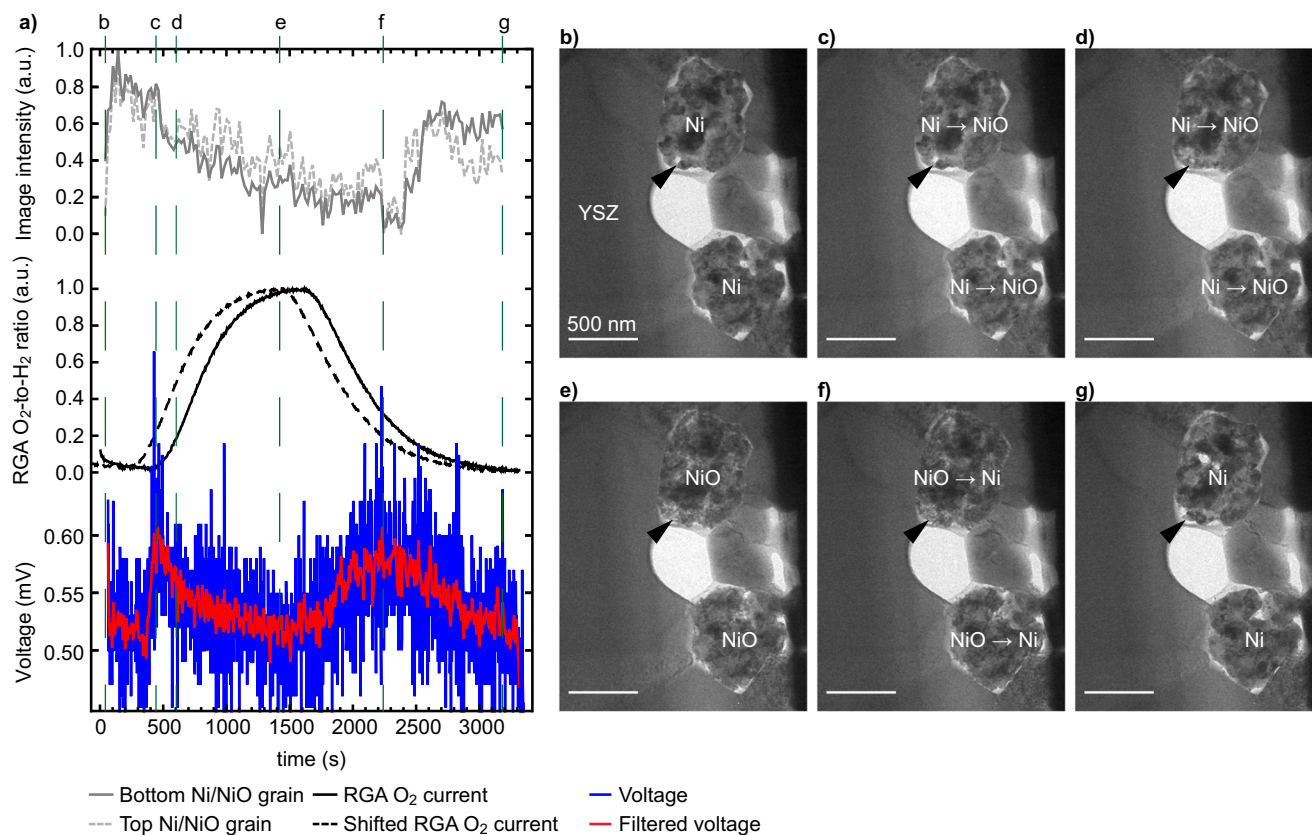 a)
b
c
d
e
f
g
Image intensity (a.u.)
1.0
0.8
0.6
0.4
0.2
0.0
RGA O₂-to-H₂ ratio (a.u.)
1.0
0.8
0.6
0.4
0.2
0.0
Voltage (mV)
0.60
0.55
0.50
0 500 1000 1500 2000 2500 3000
time (s)
Bottom Ni/NiO grain RGA O₂ current Voltage
Top Ni/NiO grain Shifted RGA O₂ current Filtered voltage
b)
Ni
YSZ
Ni
500 nm
c)
Ni → NiO
Ni → NiO
d)
Ni → NiO
Ni → NiO
e)
NiO
NiO
f)
NiO → Ni
NiO → Ni
g)
Ni
Ni